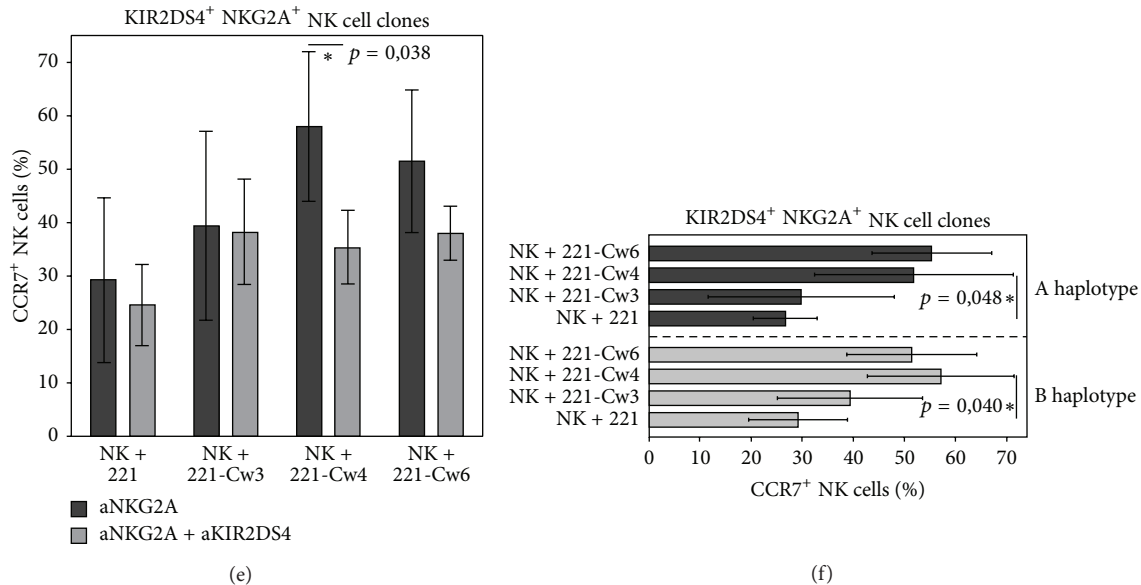 KIR2DS4+ NKG2A+ NK cell clones
CCR7+ NK cells (%)
70
60
50
40
30
20
10
0
* p = 0,038
NK + 221
NK + 221-Cw3
NK + 221-Cw4
NK + 221-Cw6
aNKG2A
aNKG2A + aKIR2DS4
(e)
KIR2DS4+ NKG2A+ NK cell clones
NK + 221-Cw6
NK + 221-Cw4
NK + 221-Cw3
NK + 221
p = 0,048 *
A haplotype
NK + 221-Cw6
NK + 221-Cw4
NK + 221-Cw3
NK + 221
p = 0,040 *
B haplotype
0 10 20 30 40 50 60 70
CCR7+ NK cells (%)
(f)